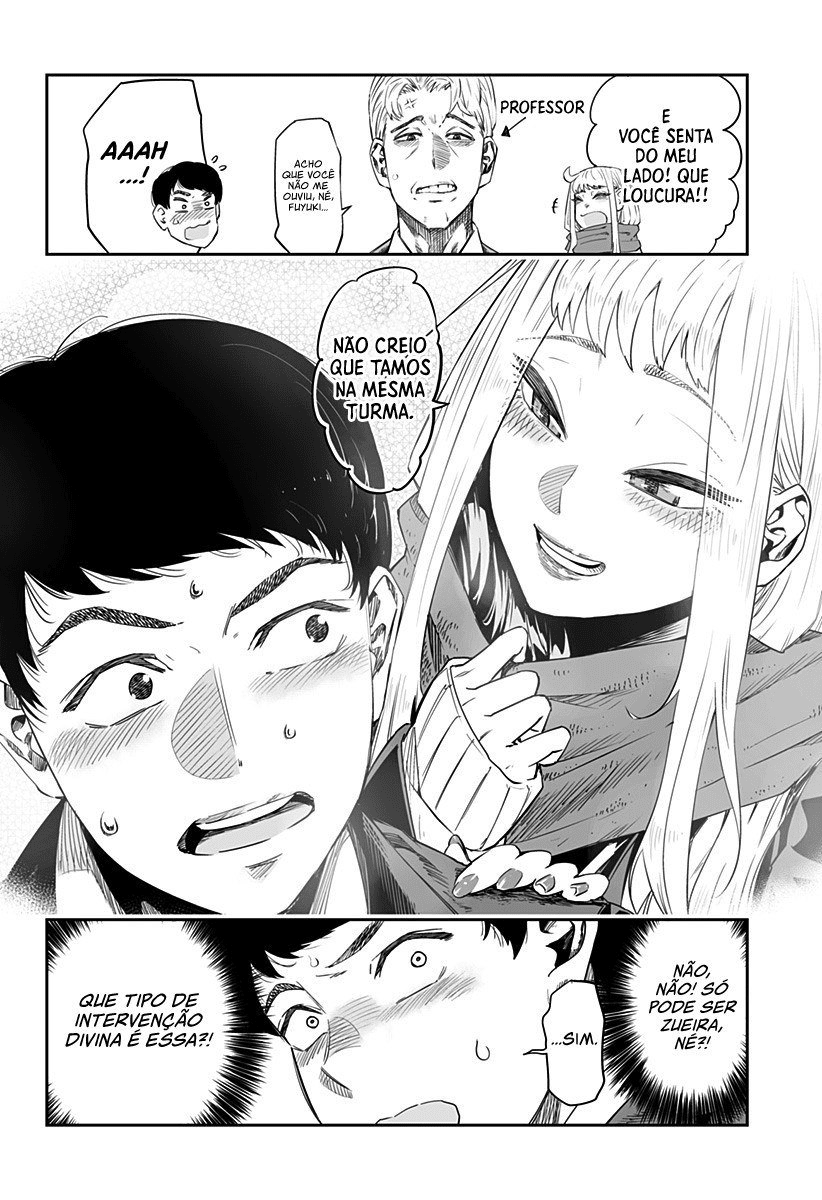 E
VOCÊ SENTA
DO MEU
LADO! QUE
LOUCURA!!
PROFESSOR
ACHO
QUE VOCÊ
NÃO ME
OUVIU, NÉ,
FUYUKI...
AAAH
...!
NÃO CREIO
QUE TAMOS
NA MESMA
TURMA.
NÃO,
NÃO! SÓ
PODE SER
ZUEIRA,
NÉ?!
...SIM.
QUE TIPO DE
INTERVENÇÃO
DIVINA É ESSA?!